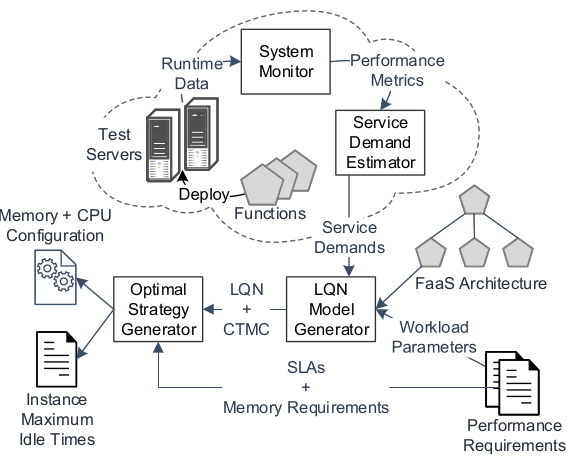 System
Monitor
Runtime
Data
Performance
Metrics
Test
Servers
Service
Demand
Estimator
Deploy
Functions
Memory + CPU
Configuration
Service
Demands
FaaS Architecture
Optimal
Strategy
Generator
LQN
+
CTMC
LQN
Model
Generator
Workload
Parameters
SLAs
+
Memory Requirements
Instance
Maximum
Idle Times
Performance
Requirements